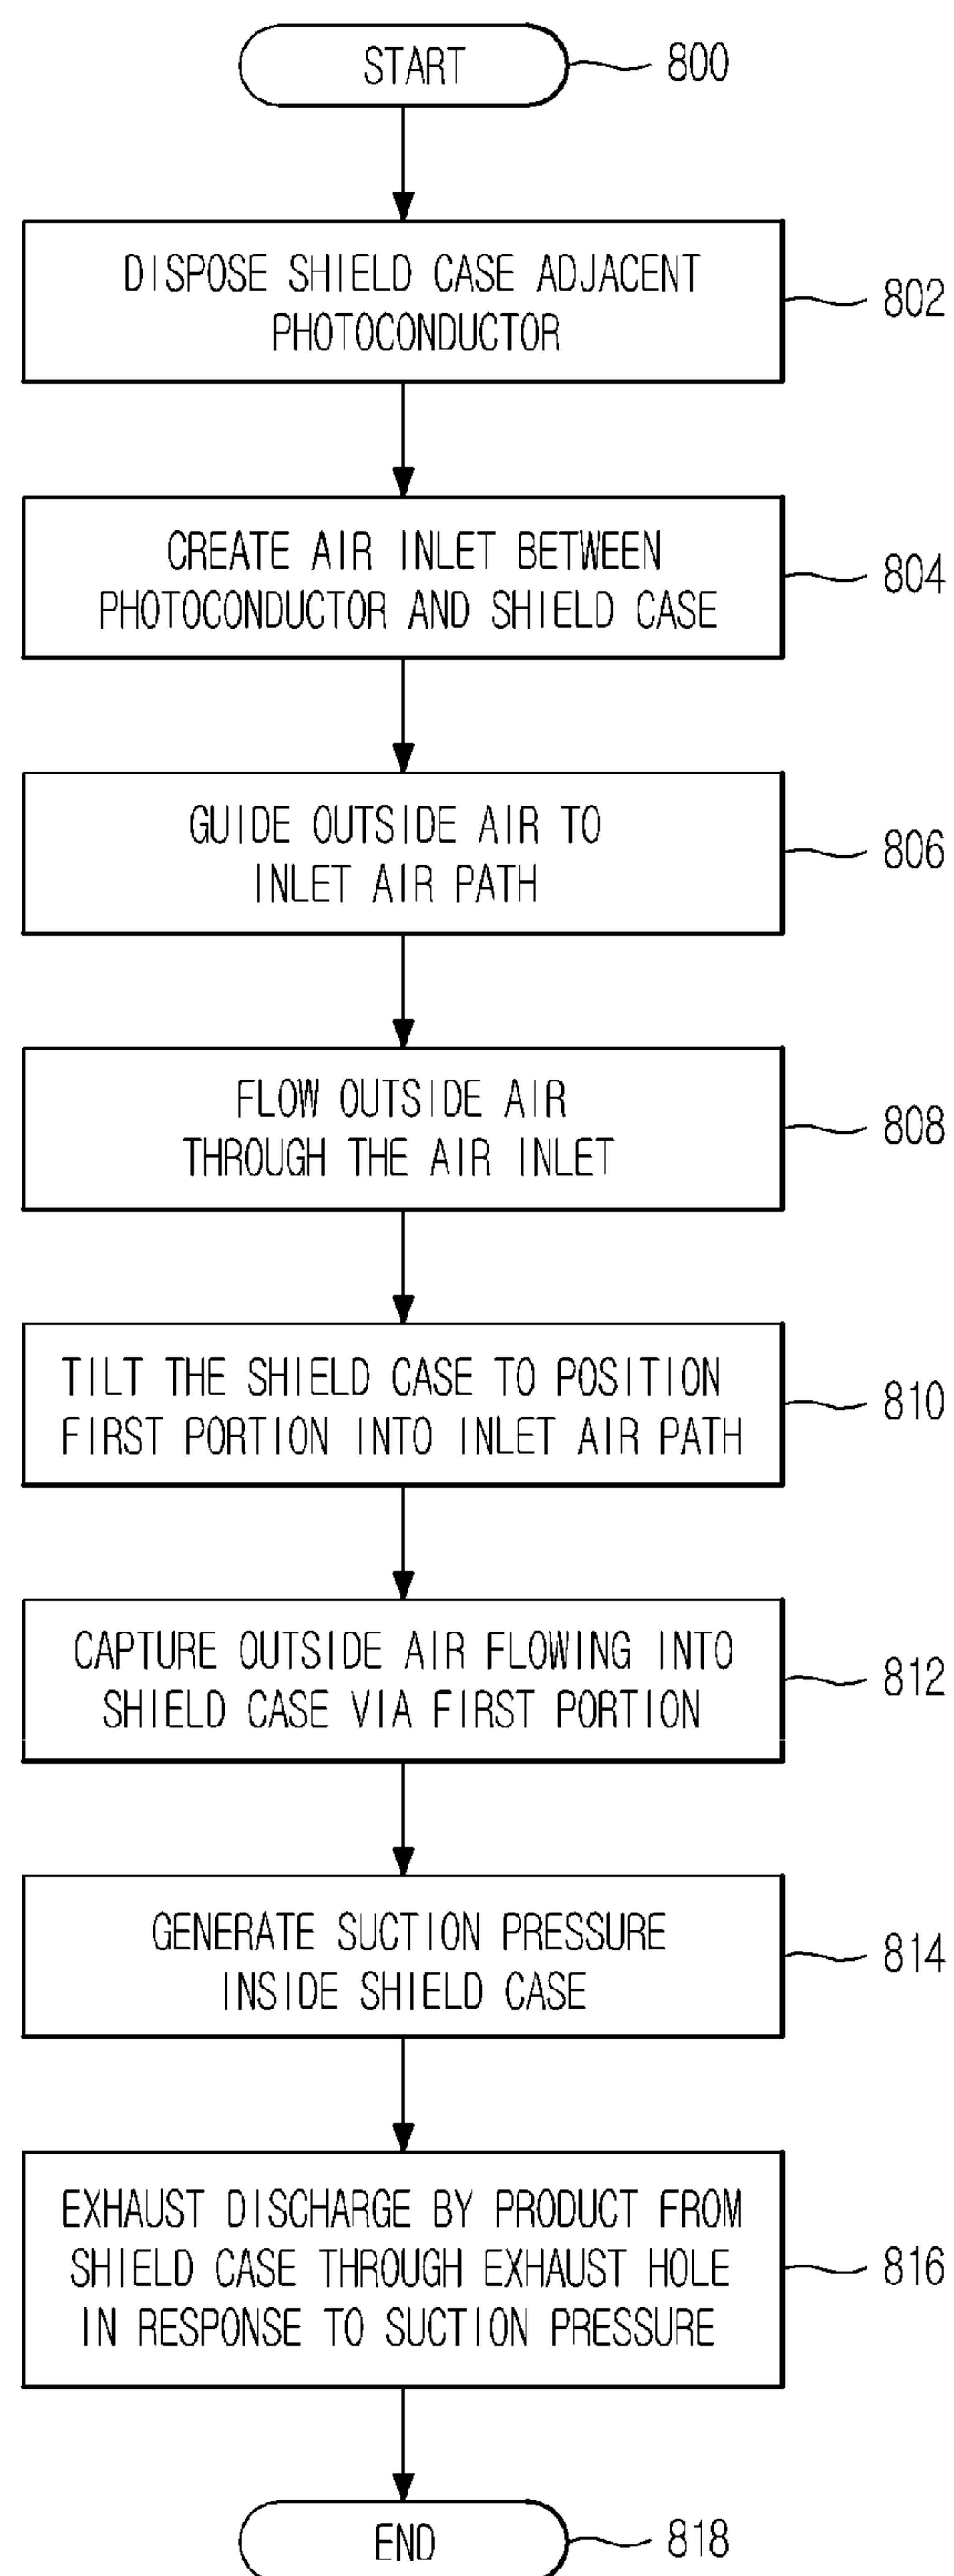 START
800
DISPOSE SHIELD CASE ADJACENT
PHOTOCONDUCTOR
802
CREATE AIR INLET BETWEEN
PHOTOCONDUCTOR AND SHIELD CASE
804
GUIDE OUTSIDE AIR TO
INLET AIR PATH
806
FLOW OUTSIDE AIR
THROUGH THE AIR INLET
808
TILT THE SHIELD CASE TO POSITION
FIRST PORTION INTO INLET AIR PATH
810
CAPTURE OUTSIDE AIR FLOWING INTO
SHIELD CASE VIA FIRST PORTION
812
GENERATE SUCTION PRESSURE
INSIDE SHIELD CASE
814
EXHAUST DISCHARGE BY PRODUCT FROM
SHIELD CASE THROUGH EXHAUST HOLE
IN RESPONSE TO SUCTION PRESSURE
816
END
818